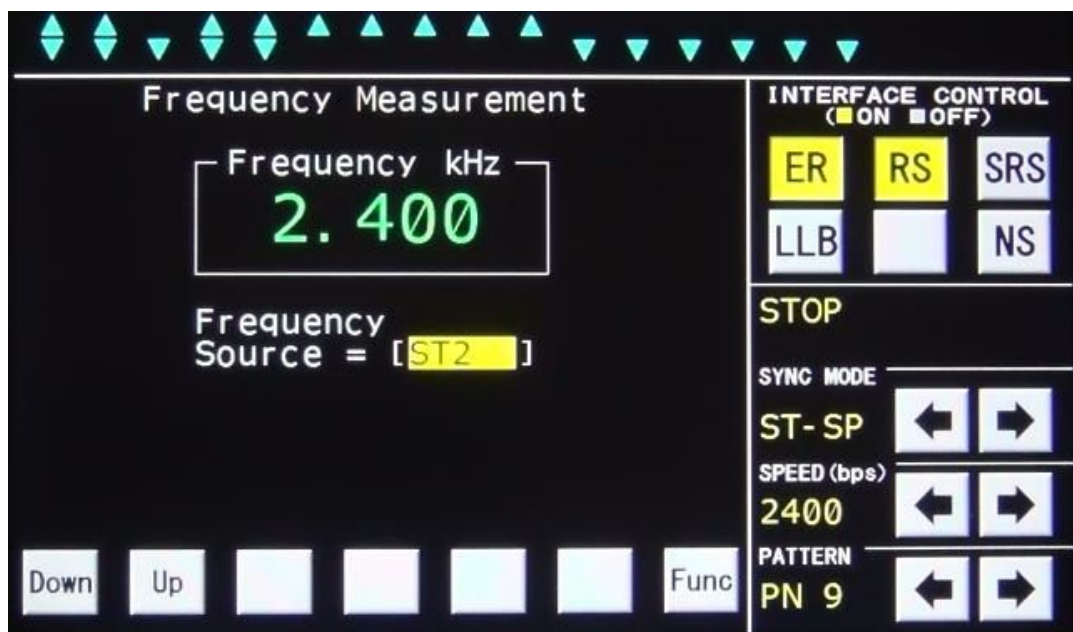 Frequency Measurement
Frequency kHz
2.400
Frequency
Source = [ST2 ]
Down
Up
Func
INTERFACE CONTROL
(■ON ■OFF)
ER
RS
SRS
LLB
NS
STOP
SYNC MODE
ST-SP
SPEED(bps)
2400
PATTERN
PN 9